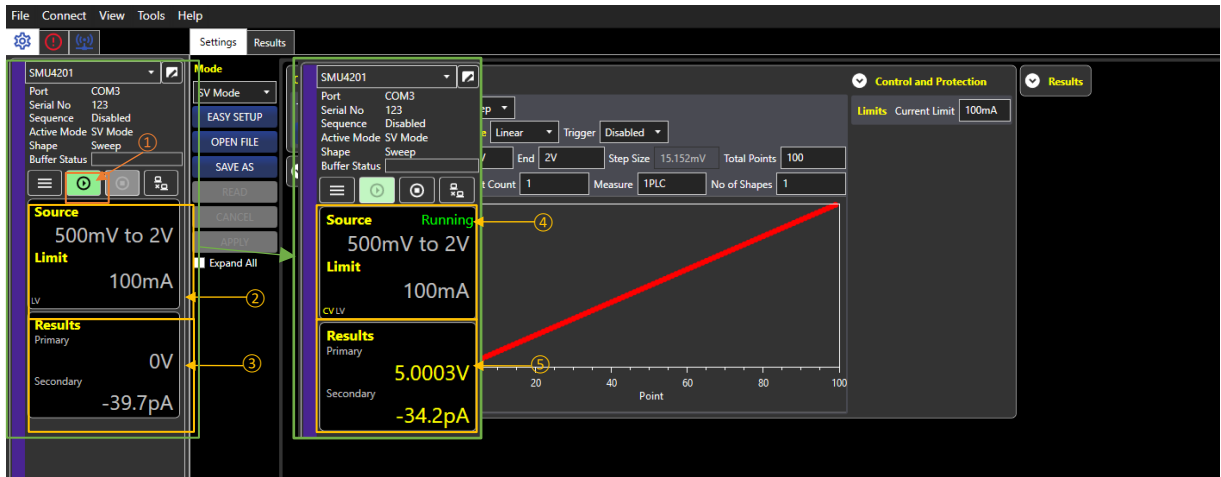 File Connect View Tools Help
Settings Results
SMU4201
Port COM3
Serial No 123
Sequence Disabled
Active Mode SV Mode
Shape Sweep
Buffer Status
①
Source
500mV to 2V
Limit
100mA
LV
②
Results
Primary
0V
③
Secondary
-39.7pA
Mode
SV Mode
EASY SETUP
OPEN FILE
SAVE AS
READ
CANCEL
APPLY
Expand All
SMU4201
Port COM3
Serial No 123
Sequence Disabled
Active Mode SV Mode
Shape Sweep
Buffer Status
Source Running
④
500mV to 2V
Limit
100mA
CV LV
Results
Primary
⑤
5.0003V
Secondary
-34.2pA
Linear Trigger Disabled
End 2V Step Size 15.152mV Total Points 100
Count 1 Measure 1PLC No of Shapes 1
20 40 60 80 100
Point
Control and Protection
Limits Current Limit 100mA
Results